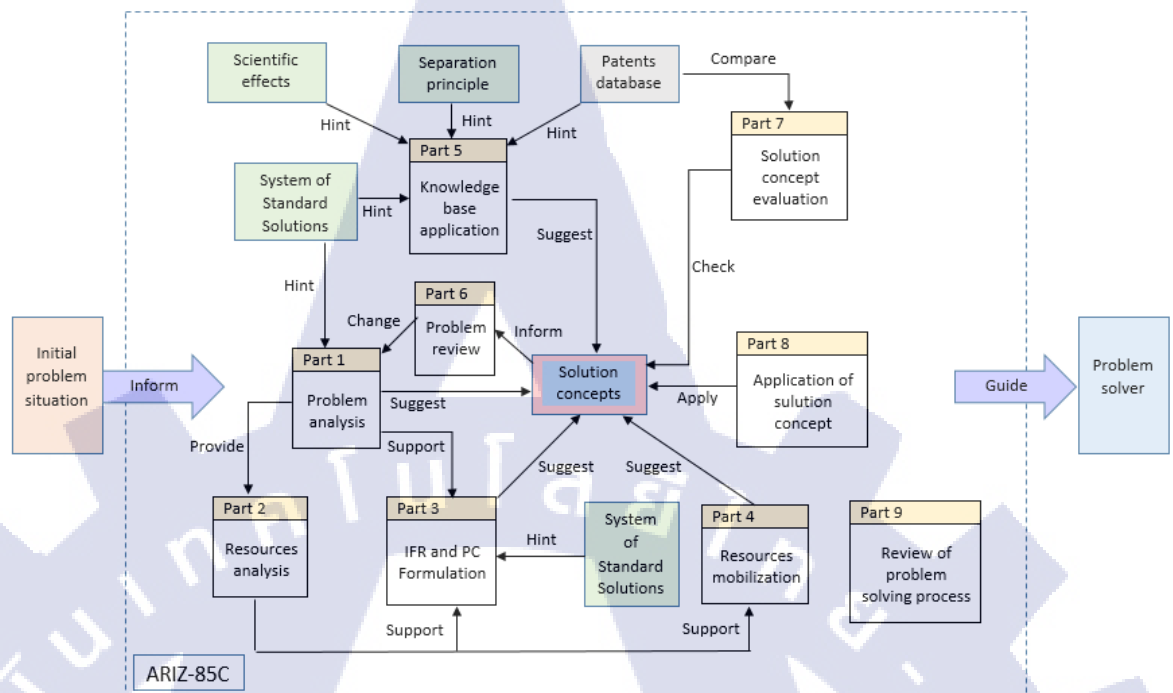 Scientific
effects
Separation
principle
Patents
database
Compare
Hint
Hint
Hint
Part 7
Solution
concept
evaluation
Part 5
Knowledge
base
application
System of
Standard
Solutions
Hint
Suggest
Check
Hint
Part 6
Problem
review
Change
Inform
Initial
problem
situation
Inform
Part 1
Problem
analysis
Suggest
Solution
concepts
Apply
Part 8
Application of
sulution
concept
Guide
Problem
solver
Provide
Support
Suggest
Suggest
Part 2
Resources
analysis
Part 3
IFR and PC
Formulation
Hint
System
of
Standard
Solutions
Part 4
Resources
mobilization
Part 9
Review of
problem
solving process
Support
Support
ARIZ-85C